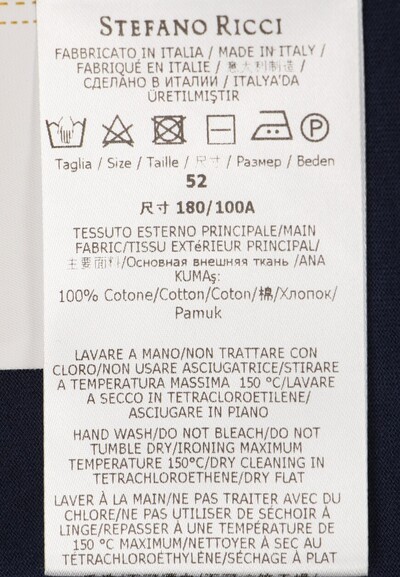 STEFANO RICCI
FABBRICATO IN ITALIA / MADE IN ITALY /
FABRIQUÉ EN ITALIE / 意大利制造 /
СДЕЛАНО В ИТАЛИИ / ITALYA'DA
ÜRETILMIŞTIR
P
Taglia / Size / Taille / 尺寸 / Размер / Beden
52
尺寸 180/100A
TESSUTO ESTERNO PRINCIPALE/MAIN
FABRIC/TISSU EXTÉRIEUR PRINCIPAL/
主要面料/Основная внешняя ткань /ANA
KUMAş:
100% Cotone/Cotton/Coton/棉/Хлопок/
Pamuk
LAVARE A MANO/NON TRATTARE CON
CLORO/NON USARE ASCIUGATRICE/STIRARE
A TEMPERATURA MASSIMA 150 °C/LAVARE
A SECCO IN TETRACLOROETILENE/
ASCIUGARE IN PIANO
HAND WASH/DO NOT BLEACH/DO NOT
TUMBLE DRY/IRONING MAXIMUM
TEMPERATURE 150°C/DRY CLEANING IN
TETRACHLOROETHENE/DRY FLAT
LAVER À LA MAIN/NE PAS TRAITER AVEC DU
CHLORE/NE PAS UTILISER DE SÉCHOIR À
LINGE/REPASSER À UNE TEMPÉRATURE DE
150 °C MAXIMUM/NETTOYER À SEC AU
TÉTRACHLOROÉTHYLÈNE/SÉCHAGE À PLAT